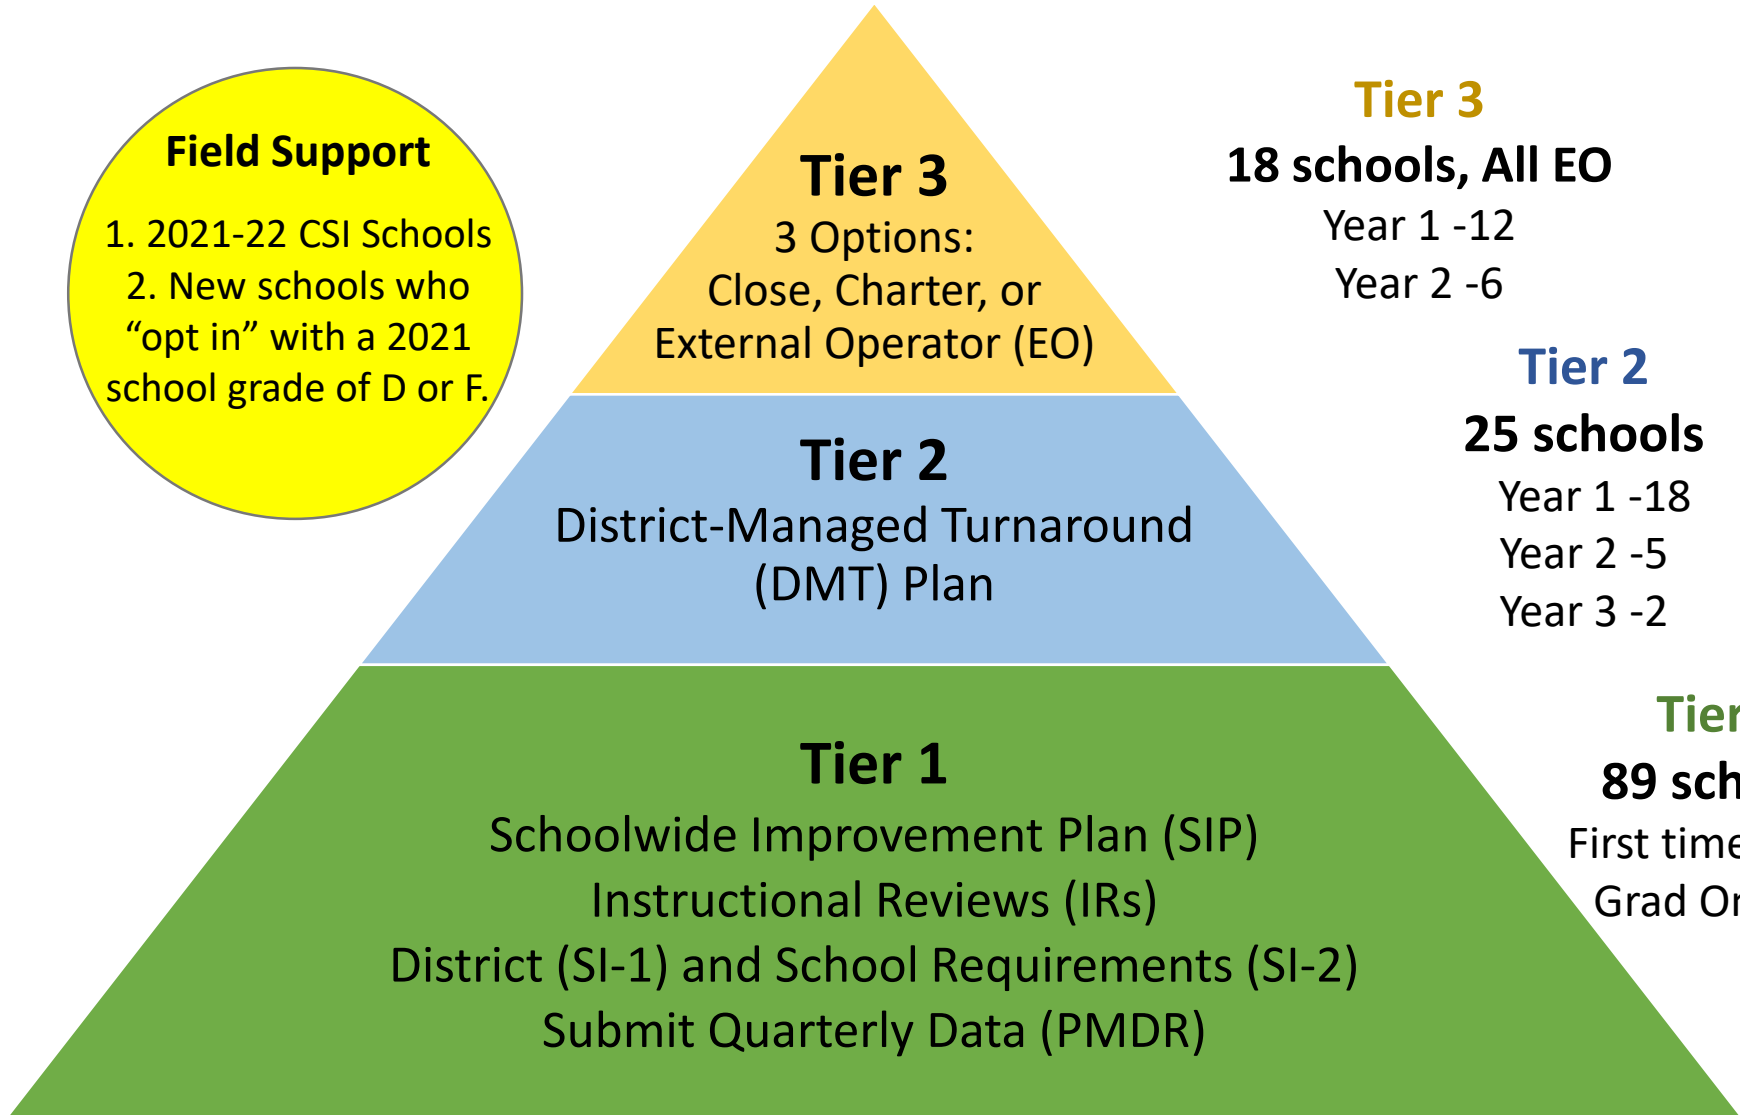 Field Support
1. 2021-22 CSI Schools
2. New schools who
“opt in” with a 2021
school grade of D or F.
Tier 3
3 Options:
Close, Charter, or
External Operator (EO)
Tier 2
District-Managed Turnaround
(DMT) Plan
Tier 1
Schoolwide Improvement Plan (SIP)
Instructional Reviews (IRs)
District (SI-1) and School Requirements (SI-2)
Submit Quarterly Data (PMDR)
Tier 3
18 schools, All EO
Year 1 -12
Year 2 -6
Tier 2
25 schools
Year 1 -18
Year 2 -5
Year 3 -2
Tier
89
First
Grad